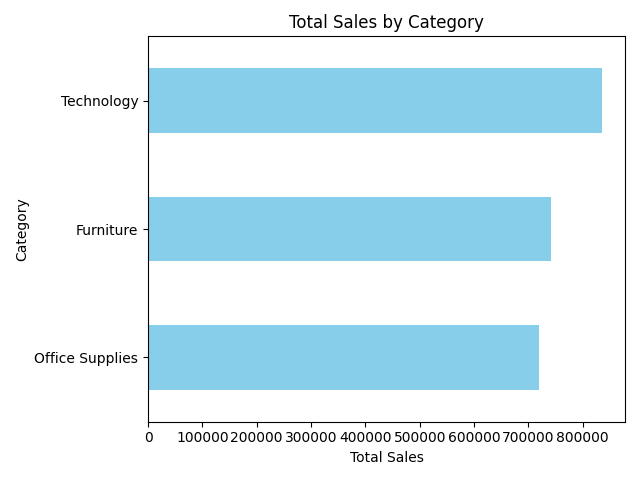 Total Sales by Category
Technology
Furniture
Office Supplies
Category
0 100000 200000 300000 400000 500000 600000 700000 800000
Total Sales